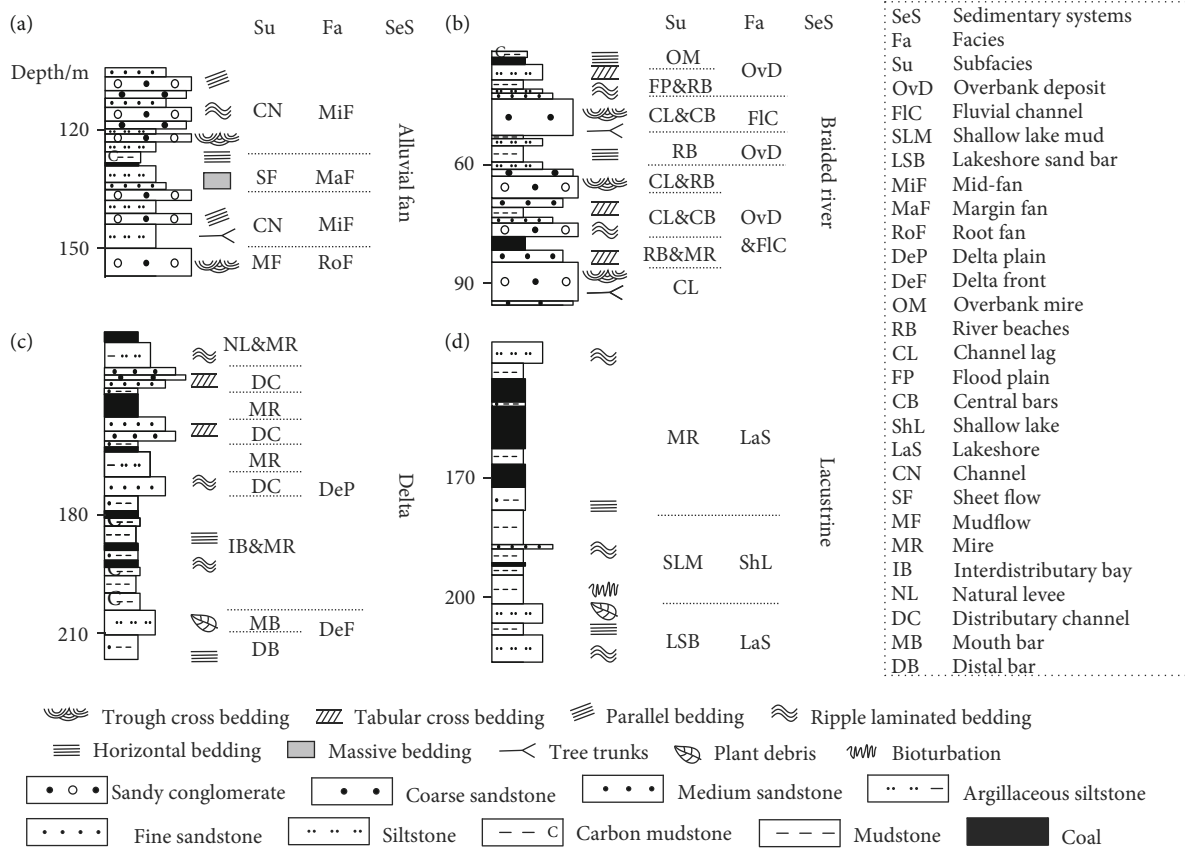 (a) Su Fa SeS
Depth/m
CN MiF
120
C
SF MaF
CN MiF
150
MF RoF
Alluvial fan
(b) Su Fa SeS
C
OM
OvD
FP&RB
CL&CB FlC
RB OvD
60
CL&RB
CL&CB OvD
&FlC
RB&MR
90
CL
Braided river
(c)
NL&MR
DC
MR
DC
MR
DC DeP
180
C
IB&MR
C
G
MB DeF
210
DB
Delta
(d)
MR LaS
170
SLM ShL
200
LSB LaS
Lacustrine
SeS Sedimentary systems
Fa Facies
Su Subfacies
OvD Overbank deposit
FlC Fluvial channel
SLM Shallow lake mud
LSB Lakeshore sand bar
MiF Mid-fan
MaF Margin fan
RoF Root fan
DeP Delta plain
DeF Delta front
OM Overbank mire
RB River beaches
CL Channel lag
FP Flood plain
CB Central bars
ShL Shallow lake
LaS Lakeshore
CN Channel
SF Sheet flow
MF Mudflow
MR Mire
IB Interdistributary bay
NL Natural levee
DC Distributary channel
MB Mouth bar
DB Distal bar
Trough cross bedding Tabular cross bedding Parallel bedding Ripple laminated bedding
Horizontal bedding Massive bedding Tree trunks Plant debris Bioturbation
Sandy conglomerate Coarse sandstone Medium sandstone Argillaceous siltstone
Fine sandstone Siltstone C Carbon mudstone Mudstone Coal